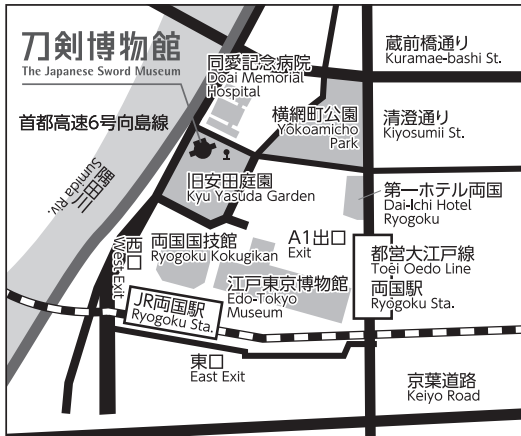 刀剣博物館
The Japanese Sword Museum
首都高速6号向島線
隅田川
Sumida Riv.
同愛記念病院
Doai Memorial
Hospital
横網町公園
Yokoamicho
Park
蔵前橋通り
Kuramae-bashi St.
清澄通り
Kiyosumii St.
旧安田庭園
Kyu Yasuda Garden
第一ホテル両国
Dai-Ichi Hotel
Ryogoku
西口
West Exit
両国国技館
Ryogoku Kokugikan
A1出口
Exit
都営大江戸線
Toei Oedo Line
両国駅
Ryogoku Sta.
江戸東京博物館
Edo-Tokyo
Museum
JR両国駅
Ryogoku Sta.
東口
East Exit
京葉道路
Keiyo Road